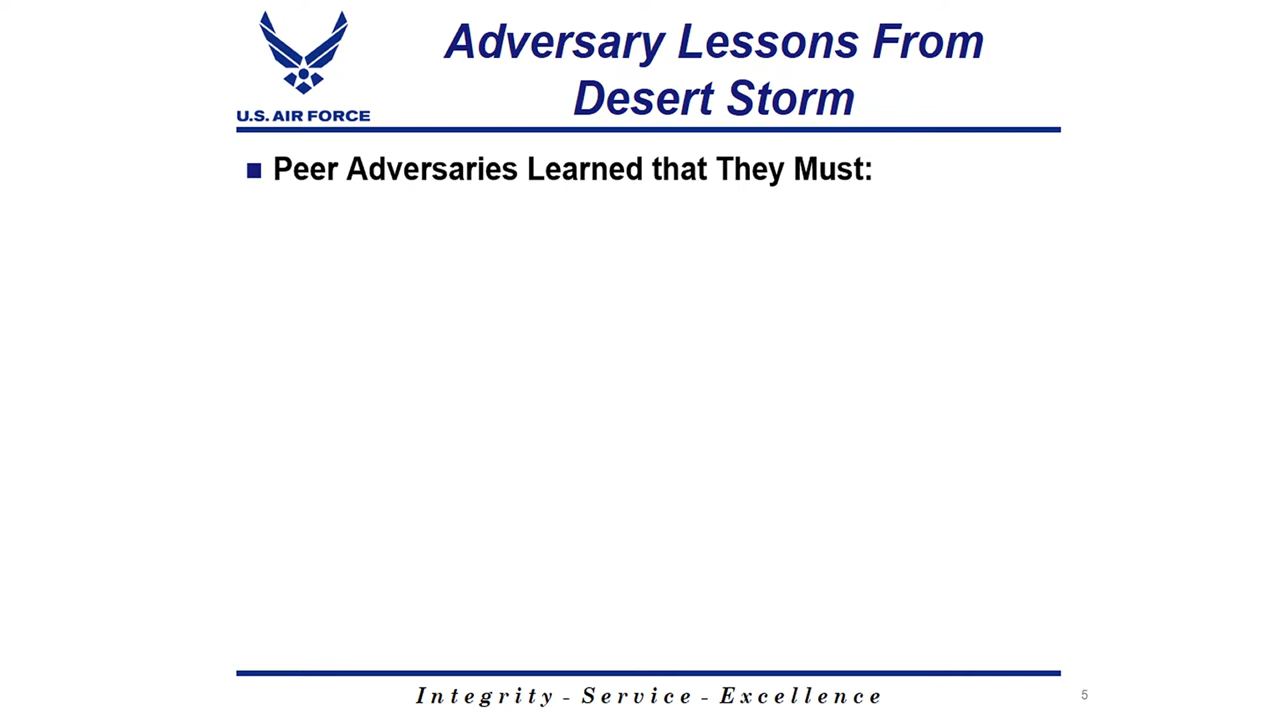 U.S. AIR FORCE
Adversary Lessons From
Desert Storm
Peer Adversaries Learned that They Must:
Integrity - Service - Excellence
5